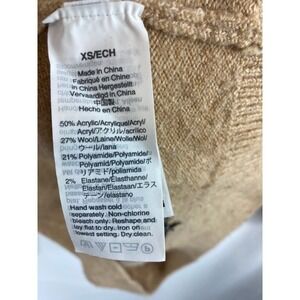 XS/ECH
Made in China
Fabriqué en
Chine
Hergestellt in China
Vervaardigd in China
中国製
Hecho en China
50% Acrylic/Acrylique/Acryl/
Acryl/アクリル/acrílico
27% Wool/Laine/Wolle/Wol
/ウール/lana
21% Polyamide/Polyamide/
Polyamid/Polyamide/ポ
リアミド/poliamida
2% Elastane/Élasthanne/
Elasthan/Elastaan/エラス
テーン/elastano
Hand wash cold
separately. Non-chlorine
bleach only. Reshape and
lay flat to dry. Iron on
lowest setting. Dry clean.